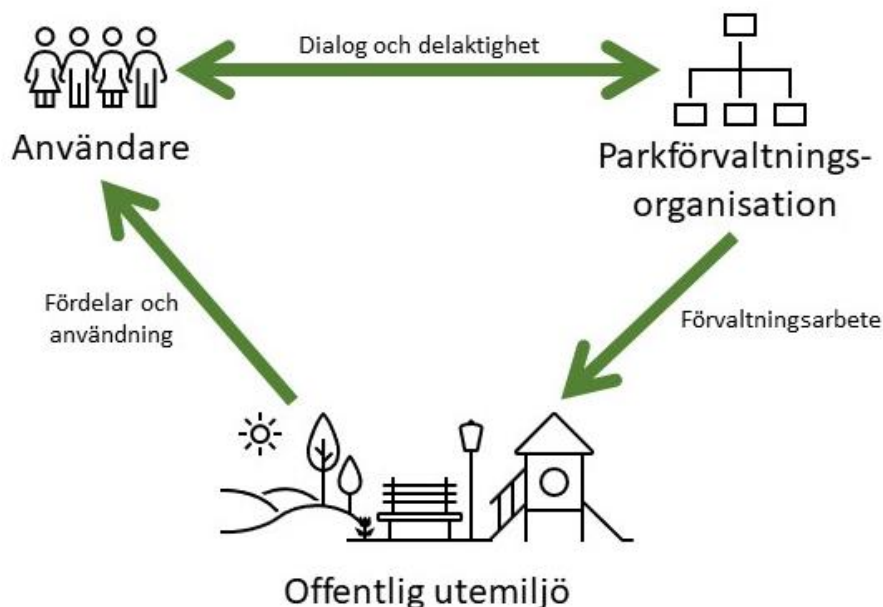 Dialog och delaktighet
Användare
Parkförvaltnings-
organisation
Fördelar och
användning
Förvaltningsarbete
Offentlig utemiljö